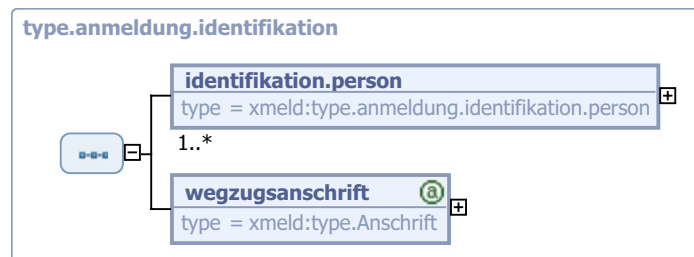 type.anmeldung.identifikation
identifikation.person
type = xmeld:type.anmeldung.identifikation.person
1..*
wegzugsanschrift @
type = xmeld:type.Anschrift